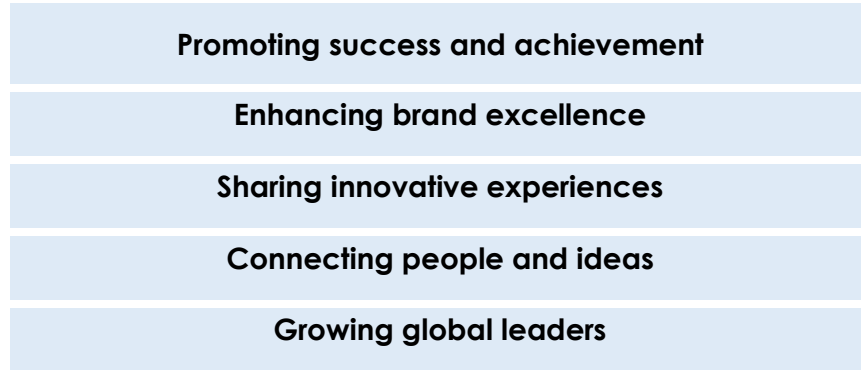 Promoting success and achievement
Enhancing brand excellence
Sharing innovative experiences
Connecting people and ideas
Growing global leaders